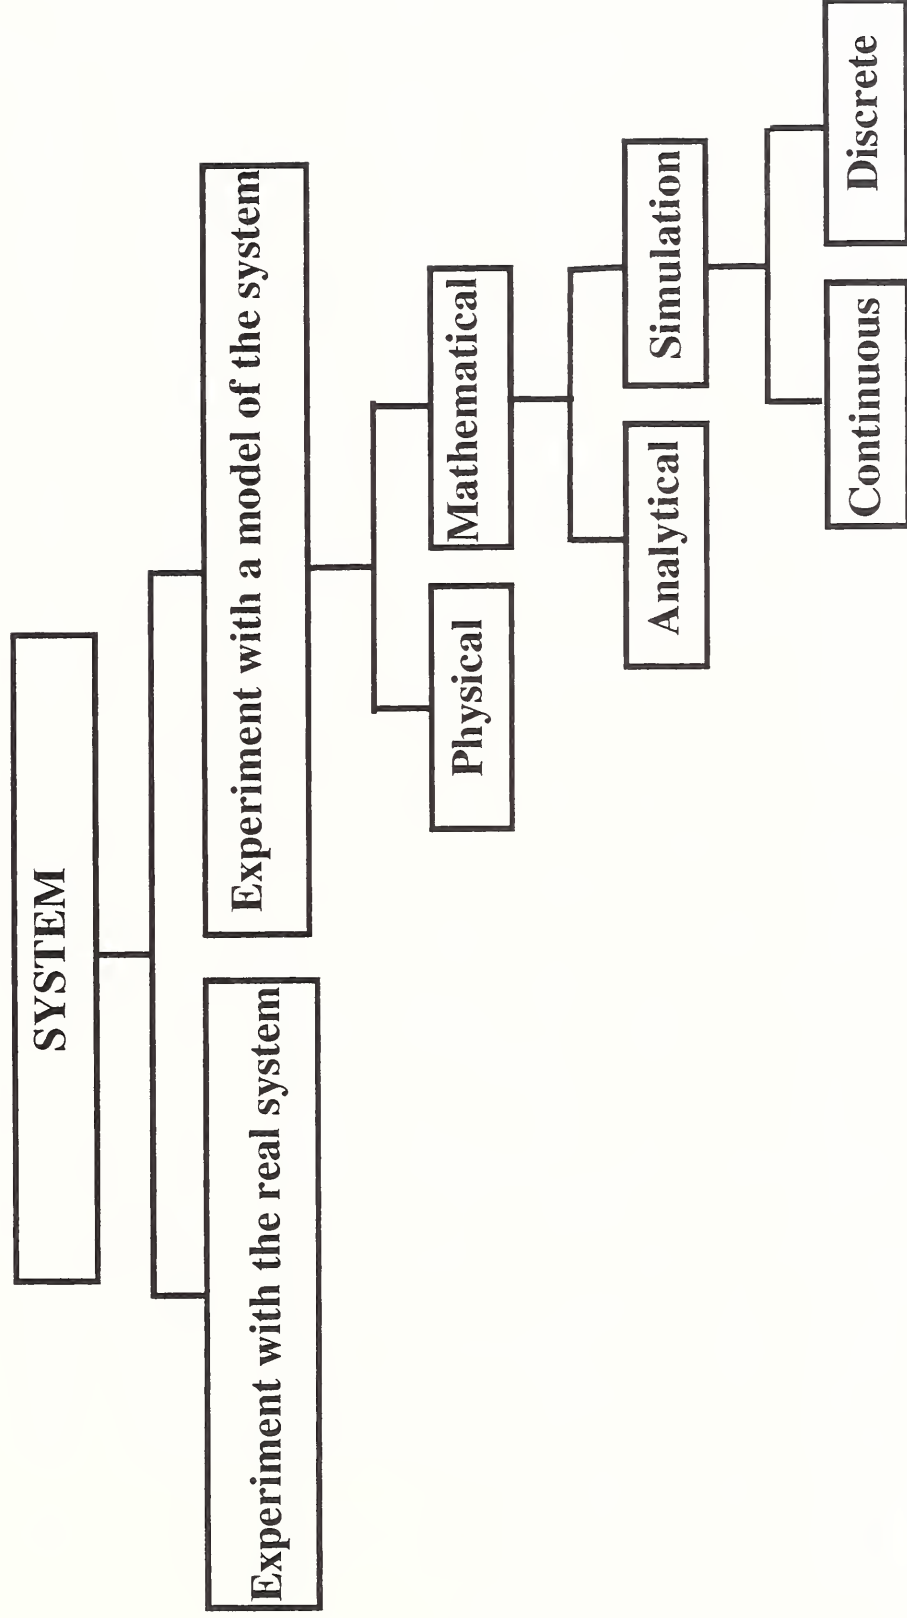 SYSTEM
Experiment with the real system
Experiment with a model of the system
Physical
Mathematical
Analytical
Simulation
Continuous
Discrete